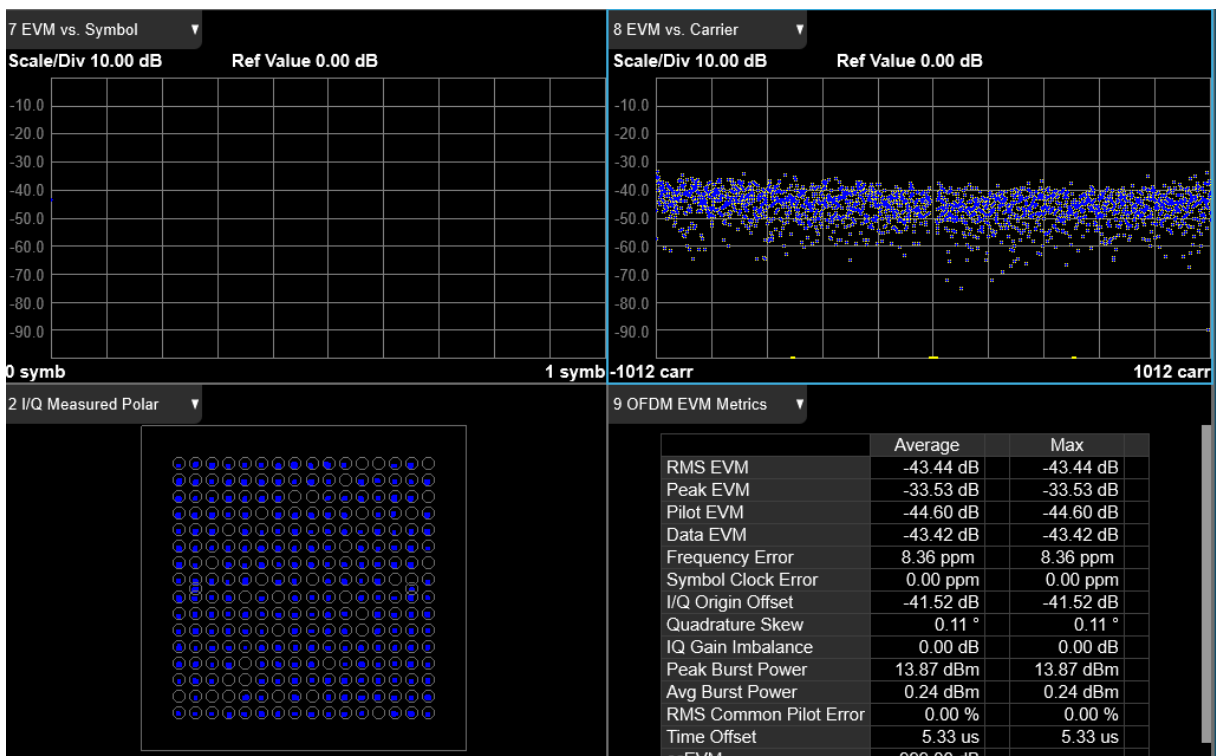 7 EVM vs. Symbol
Scale/Div 10.00 dB Ref Value 0.00 dB
-10.0
-20.0
-30.0
-40.0
-50.0
-60.0
-70.0
-80.0
-90.0
0 symb 1 symb
8 EVM vs. Carrier
Scale/Div 10.00 dB Ref Value 0.00 dB
-10.0
-20.0
-30.0
-40.0
-50.0
-60.0
-70.0
-80.0
-90.0
-1012 carr 1012 carr
2 I/Q Measured Polar
9 OFDM EVM Metrics
Average Max
RMS EVM -43.44 dB -43.44 dB
Peak EVM -33.53 dB -33.53 dB
Pilot EVM -44.60 dB -44.60 dB
Data EVM -43.42 dB -43.42 dB
Frequency Error 8.36 ppm 8.36 ppm
Symbol Clock Error 0.00 ppm 0.00 ppm
I/Q Origin Offset -41.52 dB -41.52 dB
Quadrature Skew 0.11 ° 0.11 °
IQ Gain Imbalance 0.00 dB 0.00 dB
Peak Burst Power 13.87 dBm 13.87 dBm
Avg Burst Power 0.24 dBm 0.24 dBm
RMS Common Pilot Error 0.00 % 0.00 %
Time Offset 5.33 us 5.33 us